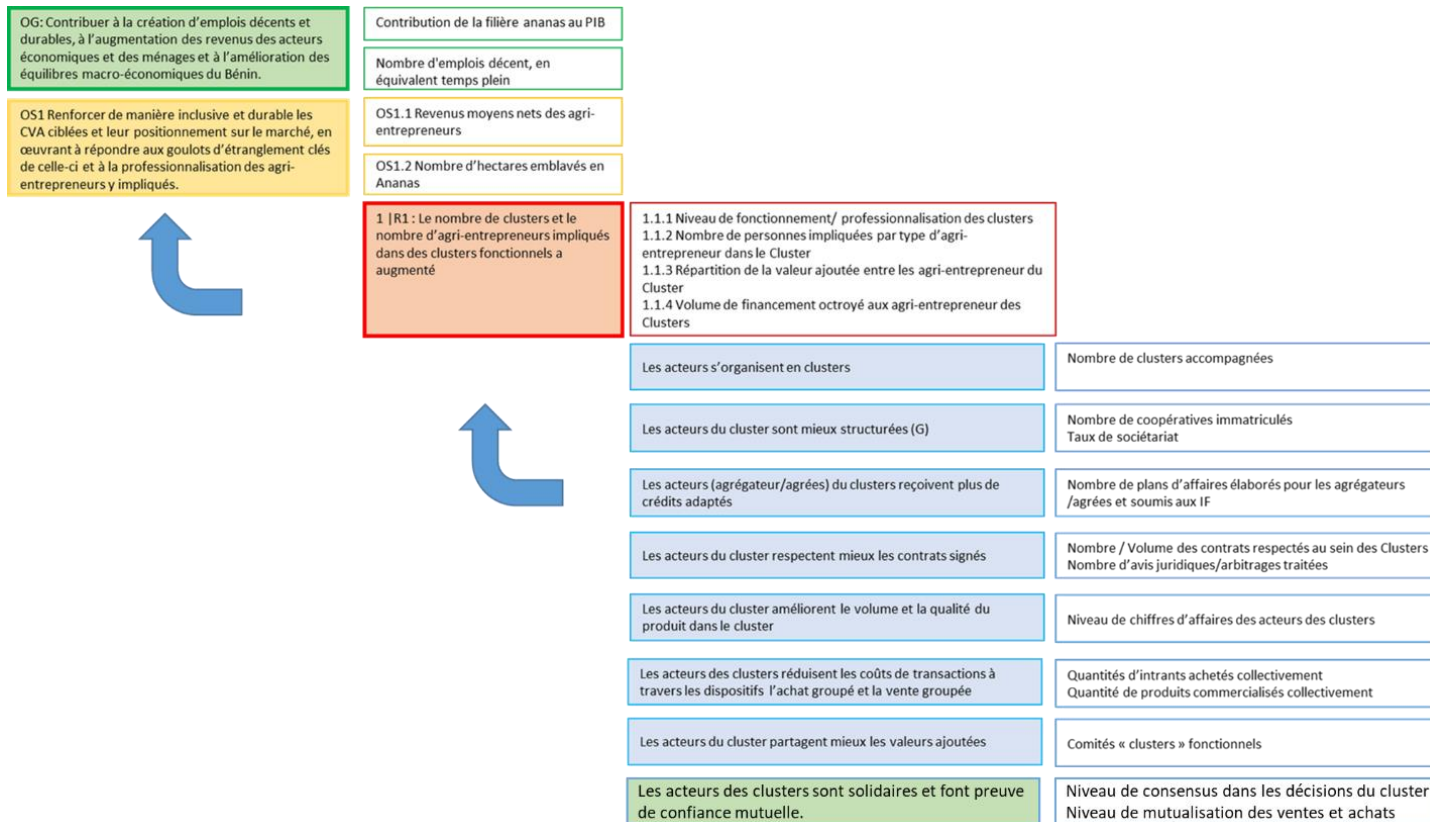 OG: Contribuer à la création d'emplois décents et
durables, à l'augmentation des revenus des acteurs
économiques et des ménages et à l'amélioration des
équilibres macro-économiques du Bénin.
Contribution de la filière ananas au PIB
Nombre d'emplois décent, en
équivalent temps plein
OS1 Renforcer de manière inclusive et durable les
CVA ciblées et leur positionnement sur le marché, en
œuvrant à répondre aux goulots d'étranglement clés
de celle-ci et à la professionnalisation des agri-
entrepreneurs y impliqués.
OS1.1 Revenus moyens nets des agri-
entrepreneurs
OS1.2 Nombre d'hectares emblavés en
Ananas
1 |R1 : Le nombre de clusters et le
nombre d'agri-entrepreneurs impliqués
dans des clusters fonctionnels a
augmenté
1.1.1 Niveau de fonctionnement/ professionnalisation des clusters
1.1.2 Nombre de personnes impliquées par type d'agri-
entrepreneur dans le Cluster
1.1.3 Répartition de la valeur ajoutée entre les agri-entrepreneur du
Cluster
1.1.4 Volume de financement octroyé aux agri-entrepreneur des
Clusters
Les acteurs s'organisent en clusters
Nombre de clusters accompagnées
Les acteurs du cluster sont mieux structurées (G)
Nombre de coopératives immatriculés
Taux de sociétariat
Les acteurs (agrégateur/agrées) du clusters reçoivent plus de
crédits adaptés
Nombre de plans d'affaires élaborés pour les agrégateurs
/agrées et soumis aux IF
Les acteurs du cluster respectent mieux les contrats signés
Nombre / Volume des contrats respectés au sein des Clusters
Nombre d'avis juridiques/arbitrages traitées
Les acteurs du cluster améliorent le volume et la qualité du
produit dans le cluster
Niveau de chiffres d'affaires des acteurs des clusters
Les acteurs des clusters réduisent les coûts de transactions à
travers les dispositifs l'achat groupé et la vente groupée
Quantités d'intrants achetés collectivement
Quantité de produits commercialisés collectivement
Les acteurs du cluster partagent mieux les valeurs ajoutées
Comités « clusters » fonctionnels
Les acteurs des clusters sont solidaires et font preuve
de confiance mutuelle.
Niveau de consensus dans les décisions du cluster
Niveau de mutualisation des ventes et achats